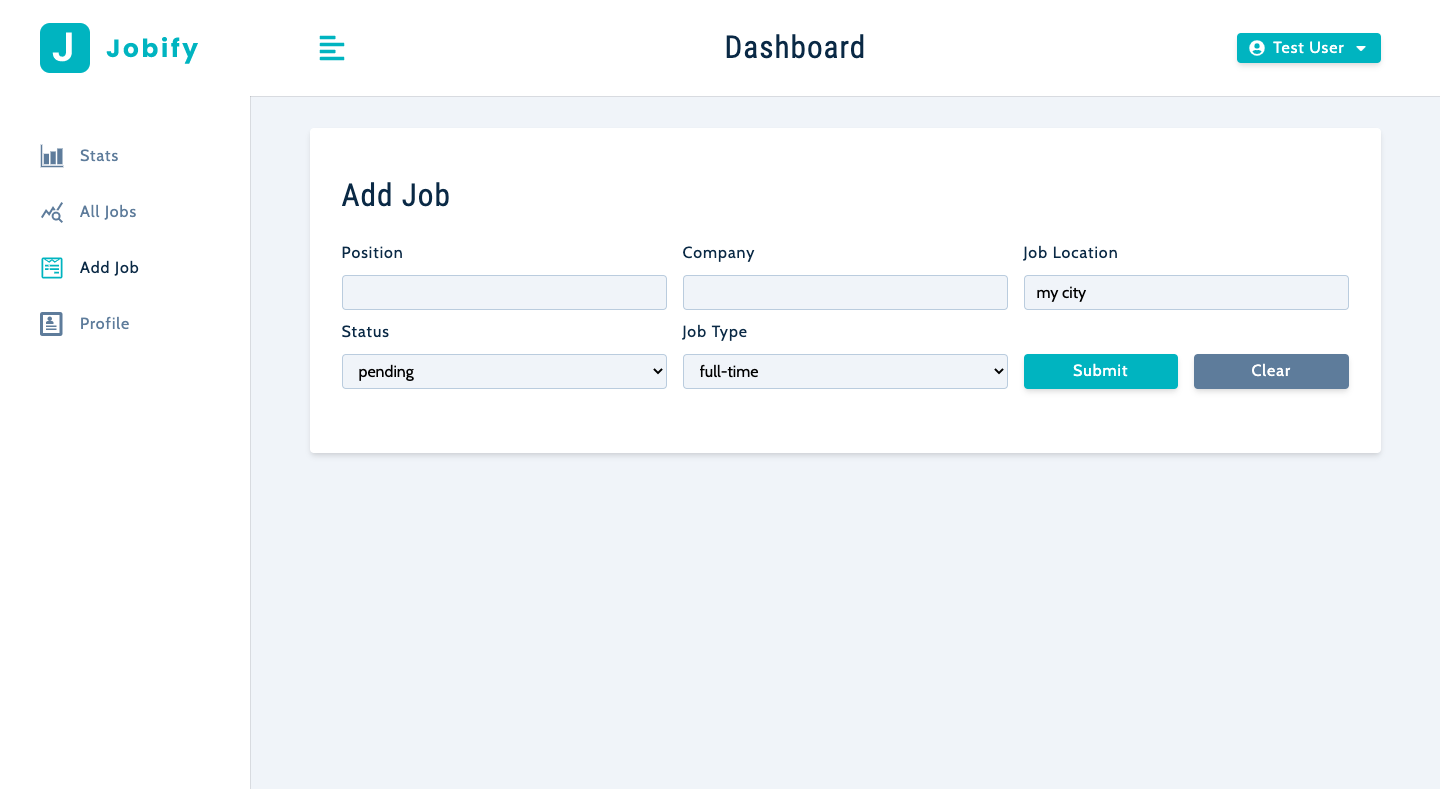 J Jobify
Dashboard
Test User
Stats
All Jobs
Add Job
Profile
Add Job
Position
Company
Job Location
my city
Status
Job Type
pending
full-time
Submit
Clear